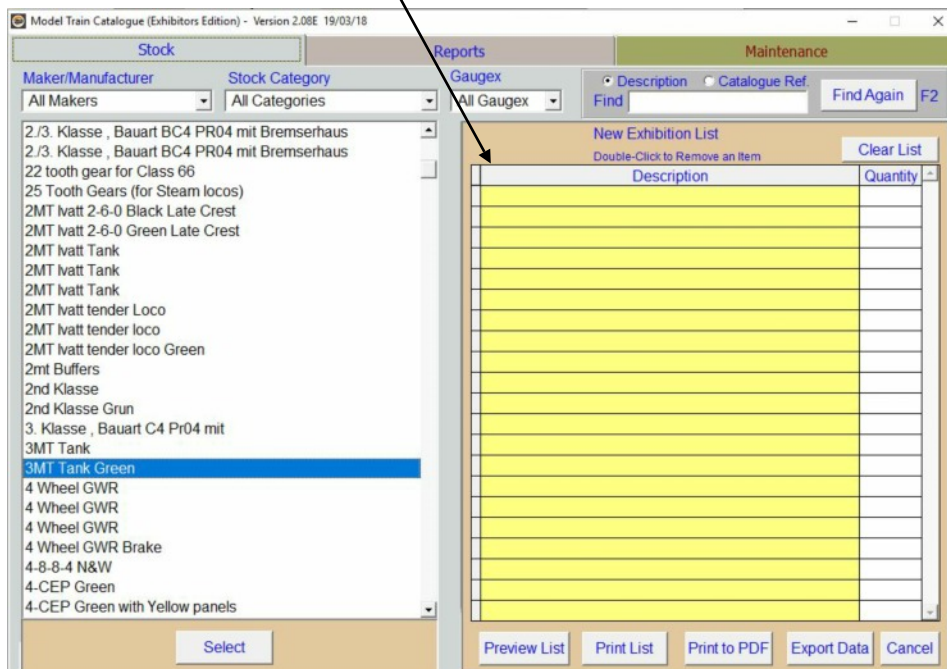 Model Train Catalogue (Exhibitors Edition) - Version 2.08E 19/03/18
Stock
Reports
Maintenance
Maker/Manufacturer
Stock Category
Gaugex
Description
Catalogue Ref.
All Makers
All Categories
All Gaugex
Find
Find Again
F2
2./3. Klasse , Bauart BC4 PR04 mit Bremserhaus
2./3. Klasse , Bauart BC4 PR04 mit Bremserhaus
22 tooth gear for Class 66
25 Tooth Gears (for Steam locos)
2MT Ivatt 2-6-0 Black Late Crest
2MT Ivatt 2-6-0 Green Late Crest
2MT Ivatt Tank
2MT Ivatt Tank
2MT Ivatt Tank
2MT Ivatt tender Loco
2MT Ivatt tender loco
2MT Ivatt tender loco Green
2mt Buffers
2nd Klasse
2nd Klasse Grun
3. Klasse , Bauart C4 Pr04 mit
3MT Tank
3MT Tank Green
4 Wheel GWR
4 Wheel GWR
4 Wheel GWR
4 Wheel GWR Brake
4-8-8-4 N&W
4-CEP Green
4-CEP Green with Yellow panels
Select
New Exhibition List
Double-Click to Remove an Item
Clear List
Description
Quantity
Preview List
Print List
Print to PDF
Export Data
Cancel